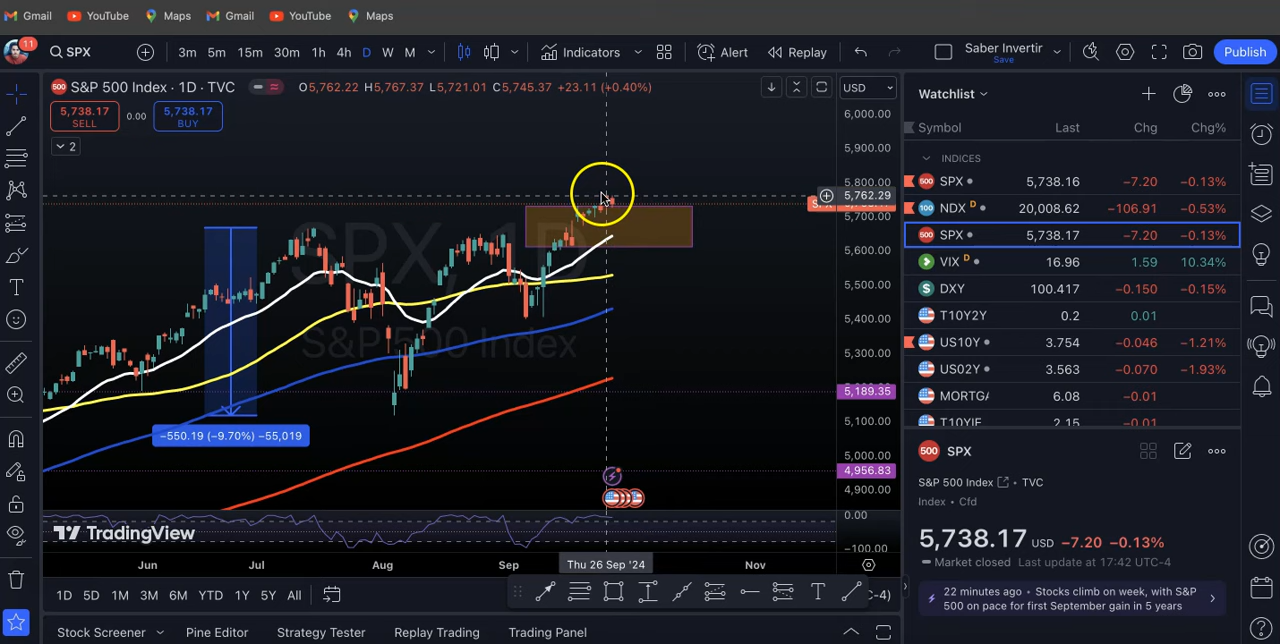 Gmail YouTube Maps Gmail YouTube Maps
11 SPX 3m 5m 15m 30m 1h 4h D W M Indicators Alert Replay Saber Invertir Save Publish
S&P 500 Index · 1D · TVC O5,762.22 H5,767.37 L5,721.01 C5,745.37 +23.11 (+0.40%) USD
5,738.17 SELL 0.00 5,738.17 BUY
2
6,000.00
5,900.00
5,800.00
5,762.29
5,700.00
5,600.00
5,500.00
5,400.00
5,300.00
5,189.35
5,100.00
5,000.00
4,956.83
4,900.00
0.00
−100.00
SPX, 1D
S&P 500 Index
−550.19 (−9.70%) −55,019
TradingView
Jun Jul Aug Sep Thu 26 Sep '24 Nov
1D 5D 1M 3M 6M YTD 1Y 5Y All
Stock Screener Pine Editor Strategy Tester Replay Trading Trading Panel
Watchlist
Symbol Last Chg Chg%
INDICES
SPX 5,738.16 −7.20 −0.13%
NDX D 20,008.62 −106.91 −0.53%
SPX 5,738.17 −7.20 −0.13%
VIX D 16.96 1.59 10.34%
DXY 100.417 −0.150 −0.15%
T10Y2Y 0.2 0.01
US10Y 3.754 −0.046 −1.21%
US02Y 3.563 −0.070 −1.93%
MORTGA 6.08 −0.01
T10YIE 2.15 −0.01
500 SPX
S&P 500 Index • TVC
Index • Cfd
5,738.17 USD −7.20 −0.13%
Market closed Last update at 17:42 UTC-4
22 minutes ago • Stocks climb on week, with S&P
500 on pace for first September gain in 5 years